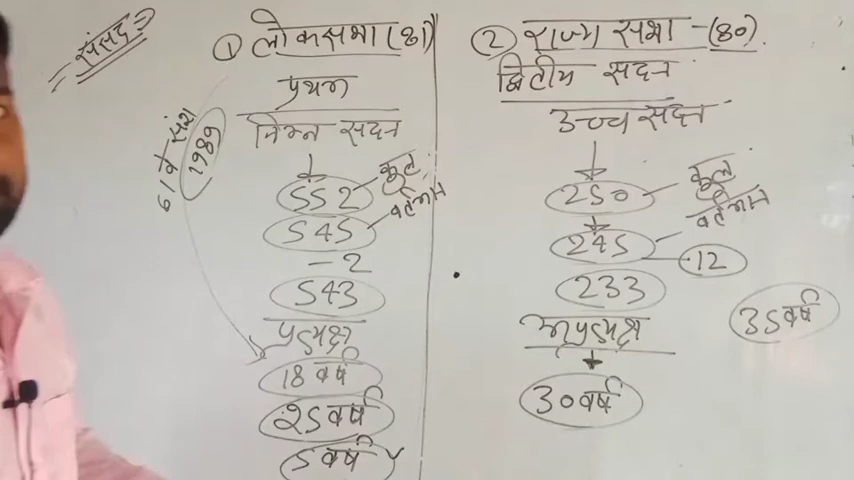 संसद
① लोकसभा (81)
प्रथम
निम्न सदन
552 कुल
545 वर्तमान
-2
543
प्रत्यक्ष
18 वर्ष
25 वर्ष
5 वर्ष
61वें संशो
1989
② राज्य सभा - (80)
द्वितीय सदन
उच्च सदन
250 कुल
245 वर्तमान
12
233
अप्रत्यक्ष
30 वर्ष
35 वर्ष